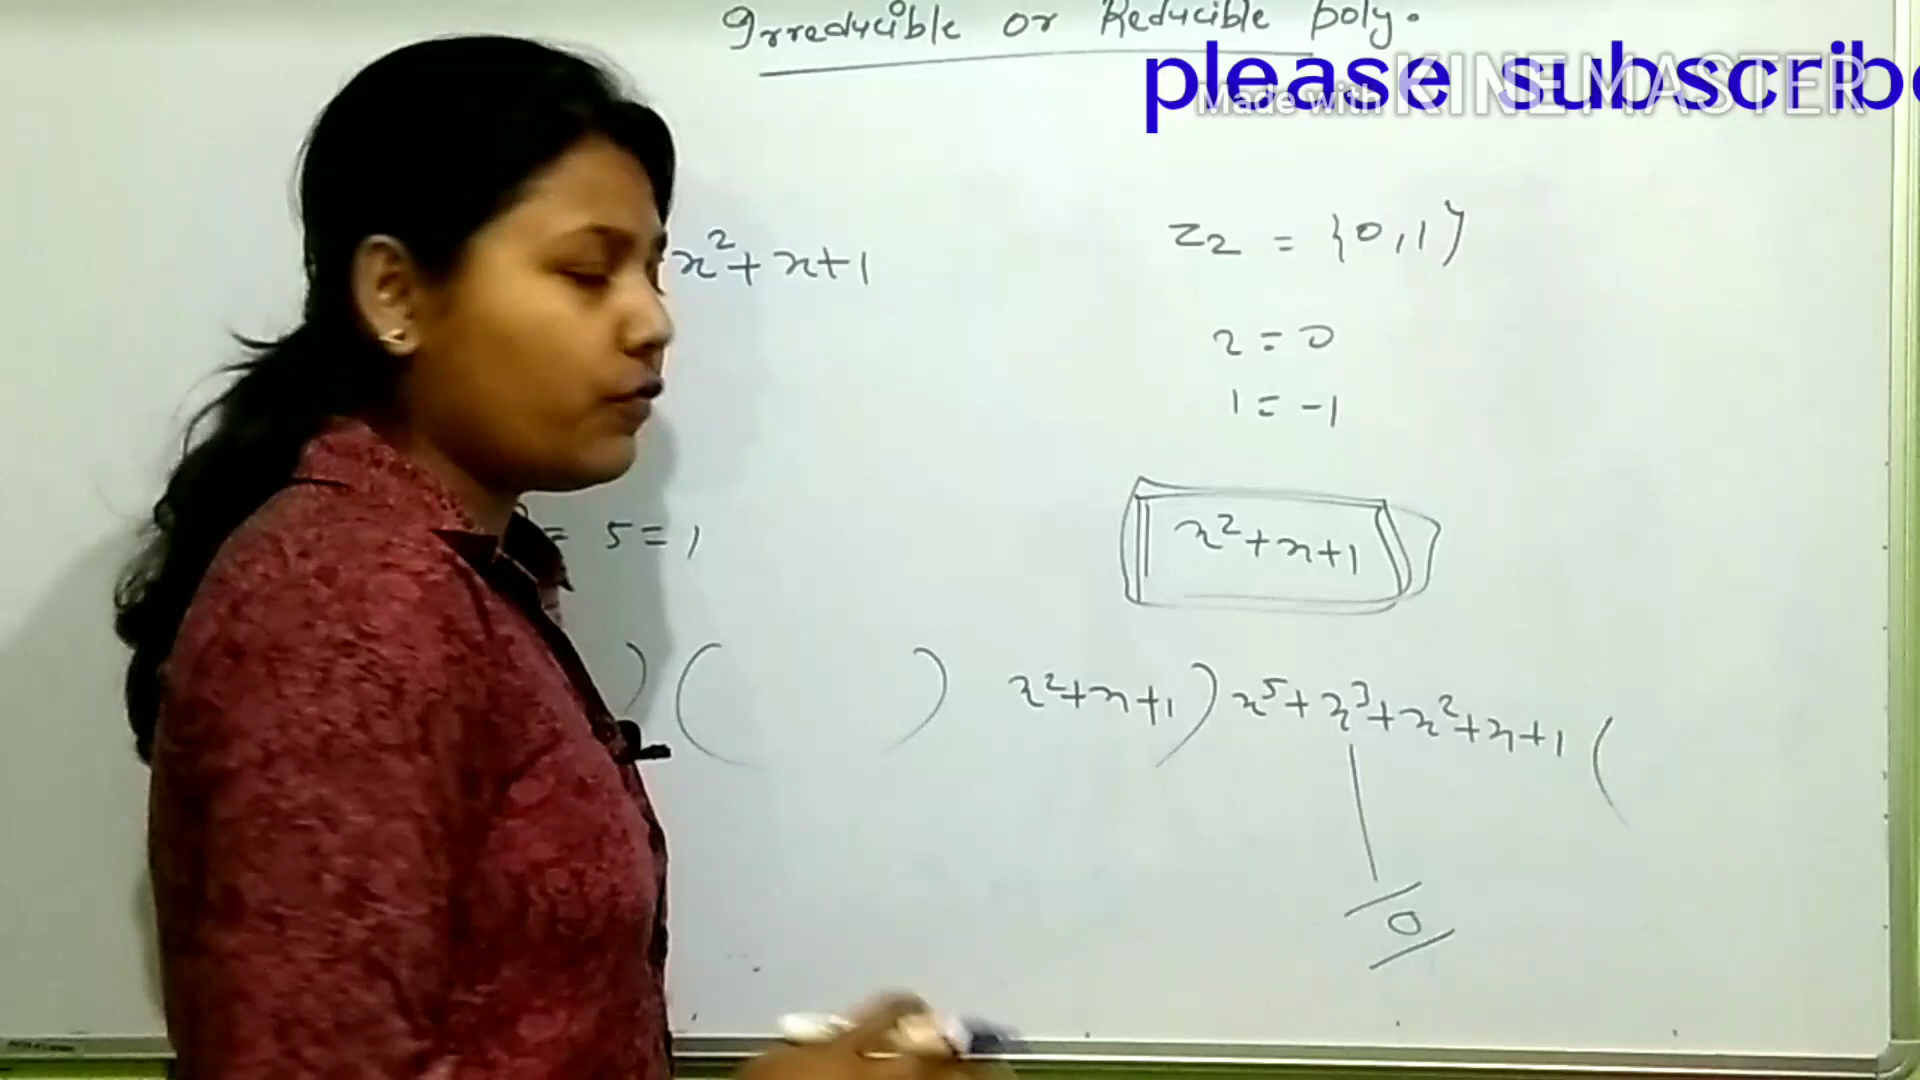 Irreducible or Reducible poly.
please subscribe
Made with KINEMASTER
x²+x+1
Z2 = {0,1}
2=0
1=-1
= 5=1
x²+x+1
) ( )
x²+x+1) x⁵+x³+x²+x+1 (
0